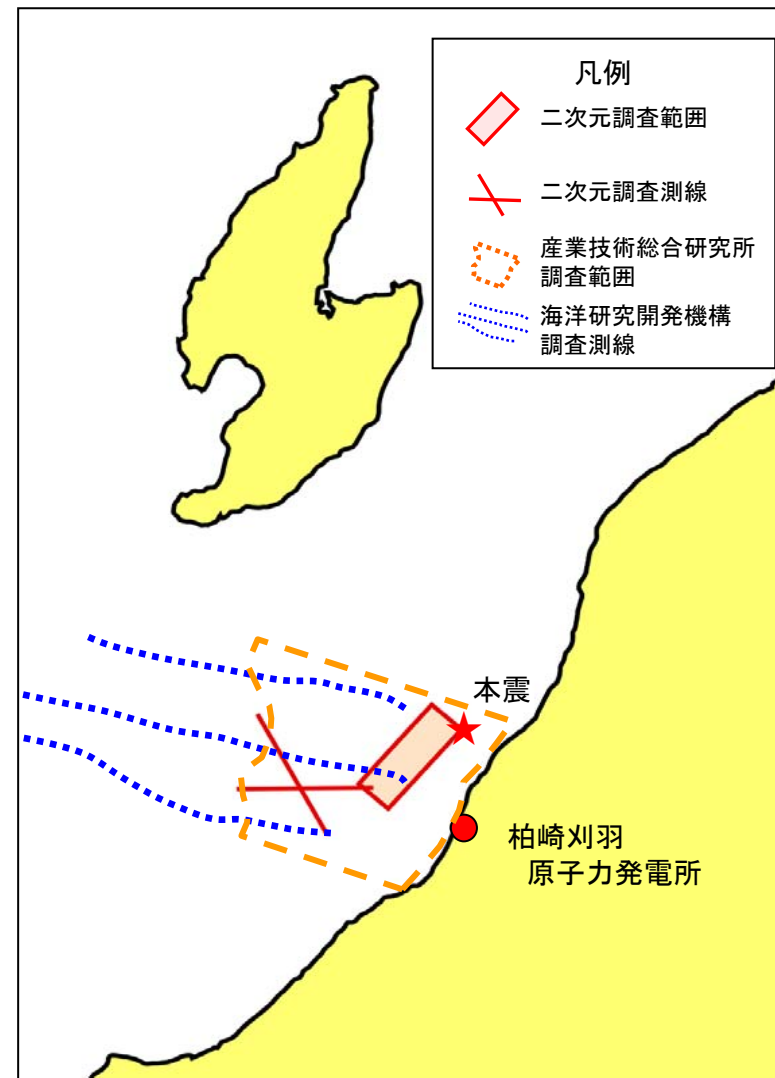 凡例
二次元調査範囲
二次元調査測線
産業技術総合研究所
調査範囲
海洋研究開発機構
調査測線
本震
柏崎刈羽
原子力発電所